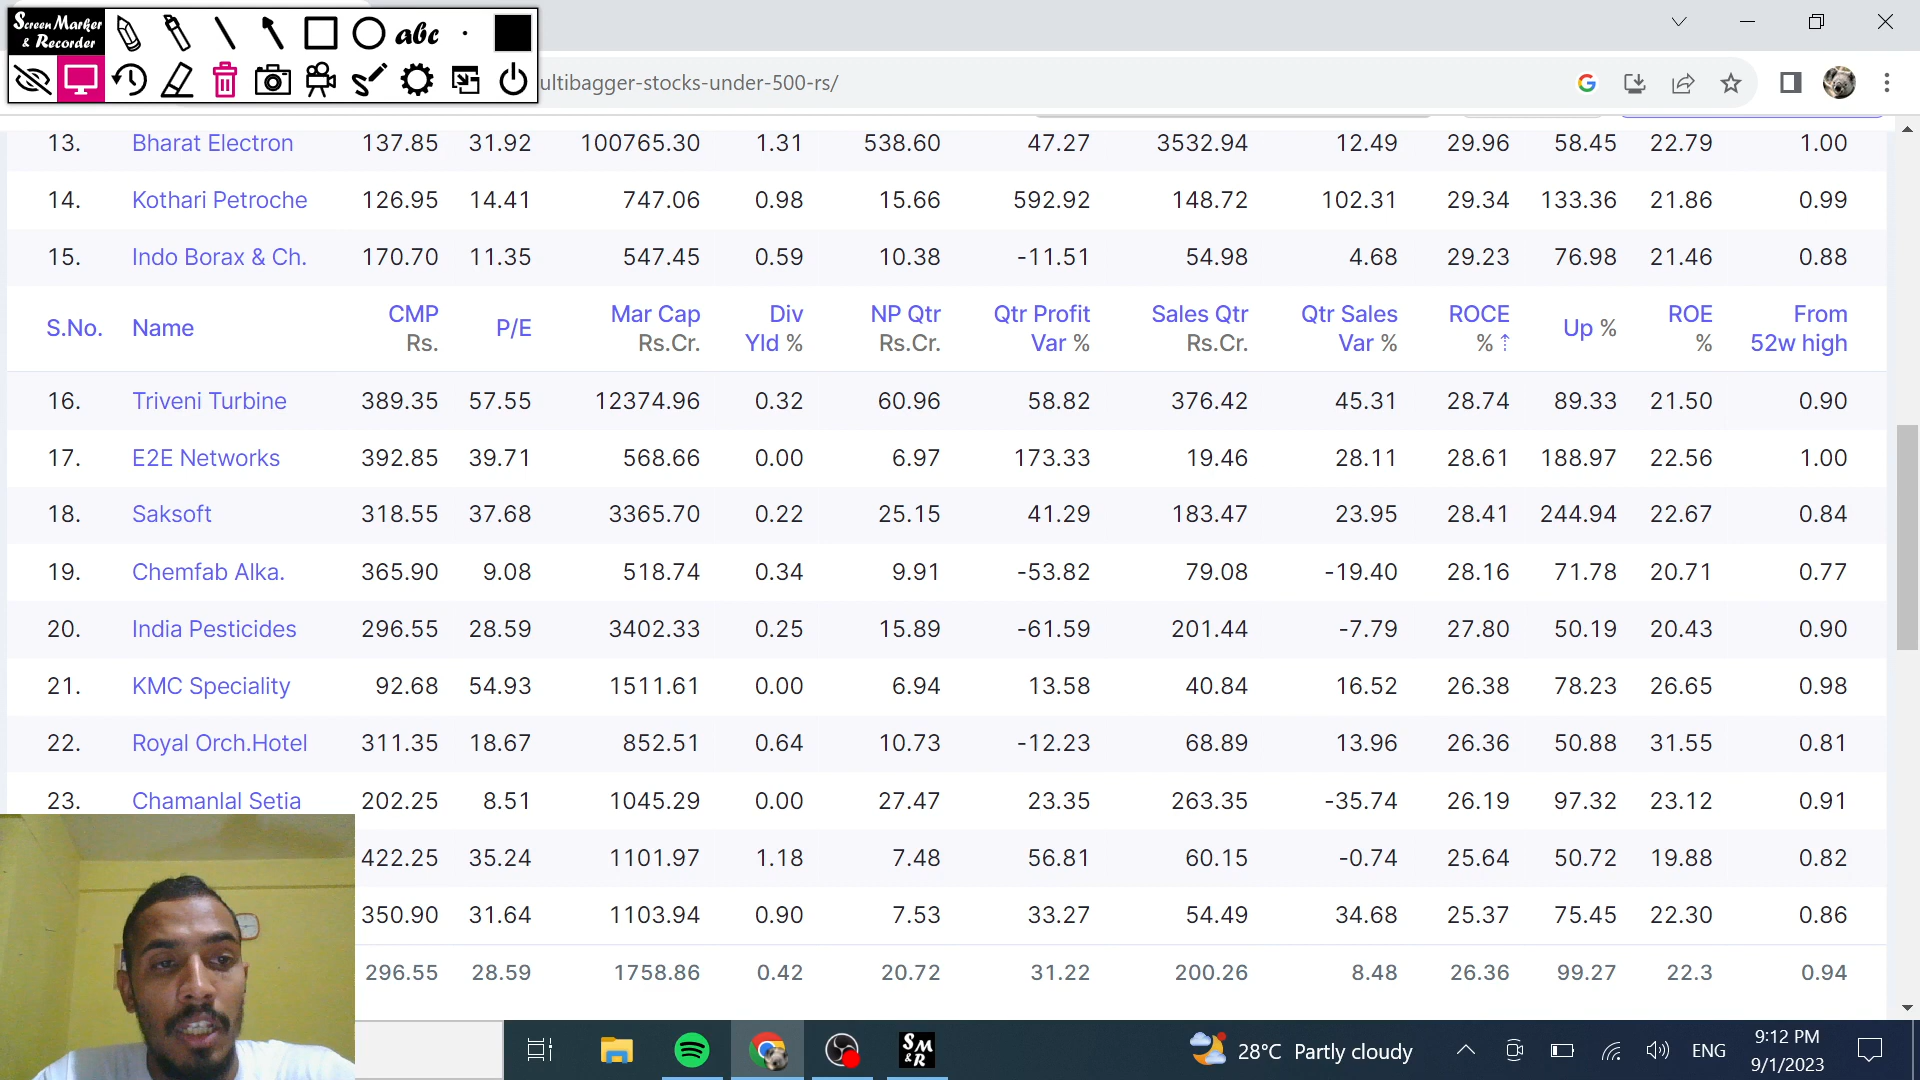 Screen Marker
& Recorder
abc
ultibagger-stocks-under-500-rs/
13. Bharat Electron 137.85 31.92 100765.30 1.31 538.60 47.27 3532.94 12.49 29.96 58.45 22.79 1.00
14. Kothari Petroche 126.95 14.41 747.06 0.98 15.66 592.92 148.72 102.31 29.34 133.36 21.86 0.99
15. Indo Borax & Ch. 170.70 11.35 547.45 0.59 10.38 -11.51 54.98 4.68 29.23 76.98 21.46 0.88
S.No. Name CMP Rs. P/E Mar Cap Rs.Cr. Div Yld % NP Qtr Rs.Cr. Qtr Profit Var % Sales Qtr Rs.Cr. Qtr Sales Var % ROCE % ⇡ Up % ROE % From 52w high
16. Triveni Turbine 389.35 57.55 12374.96 0.32 60.96 58.82 376.42 45.31 28.74 89.33 21.50 0.90
17. E2E Networks 392.85 39.71 568.66 0.00 6.97 173.33 19.46 28.11 28.61 188.97 22.56 1.00
18. Saksoft 318.55 37.68 3365.70 0.22 25.15 41.29 183.47 23.95 28.41 244.94 22.67 0.84
19. Chemfab Alka. 365.90 9.08 518.74 0.34 9.91 -53.82 79.08 -19.40 28.16 71.78 20.71 0.77
20. India Pesticides 296.55 28.59 3402.33 0.25 15.89 -61.59 201.44 -7.79 27.80 50.19 20.43 0.90
21. KMC Speciality 92.68 54.93 1511.61 0.00 6.94 13.58 40.84 16.52 26.38 78.23 26.65 0.98
22. Royal Orch.Hotel 311.35 18.67 852.51 0.64 10.73 -12.23 68.89 13.96 26.36 50.88 31.55 0.81
23. Chamanlal Setia 202.25 8.51 1045.29 0.00 27.47 23.35 263.35 -35.74 26.19 97.32 23.12 0.91
422.25 35.24 1101.97 1.18 7.48 56.81 60.15 -0.74 25.64 50.72 19.88 0.82
350.90 31.64 1103.94 0.90 7.53 33.27 54.49 34.68 25.37 75.45 22.30 0.86
296.55 28.59 1758.86 0.42 20.72 31.22 200.26 8.48 26.36 99.27 22.3 0.94
SM
&R
28°C Partly cloudy
ENG
9:12 PM
9/1/2023